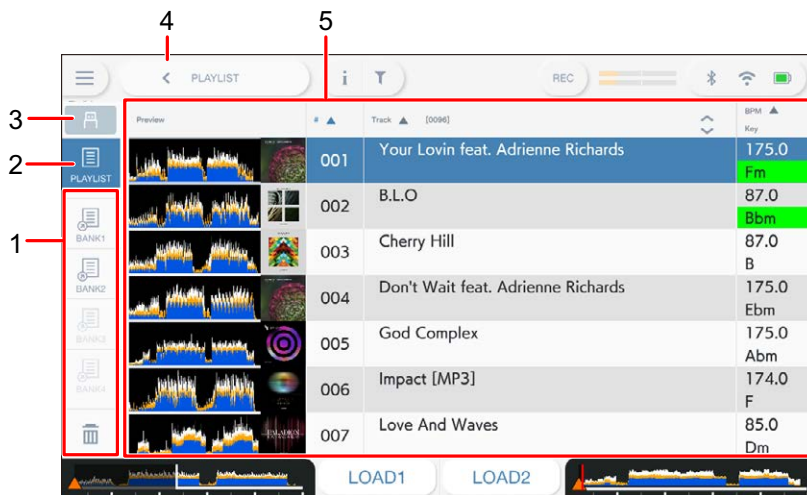 4
5
PLAYLIST
i
REC
3
Preview
#
Track
[0096]
BPM
Key
2
PLAYLIST
001
Your Lovin feat. Adrienne Richards
175.0
Fm
1
BANK1
002
B.L.O
87.0
Bbm
BANK2
003
Cherry Hill
87.0
B
BANK3
004
Don't Wait feat. Adrienne Richards
175.0
Ebm
BANK4
005
God Complex
175.0
Abm
006
Impact [MP3]
174.0
F
007
Love And Waves
85.0
Dm
LOAD1
LOAD2